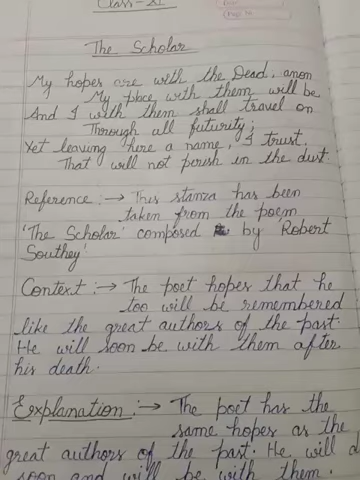 Class-XI
The Scholar
My hopes are with the Dead, anon
My place with them will be
And I with them shall travel on
Through all futurity;
Yet leaving here a name, I trust,
That will not perish in the dust.
Reference:→ This stanza has been
taken from the poem
'The Scholar' composed by 'Robert
Southey'
Context:→ The poet hopes that he
too will be remembered
like the great authors of the past.
He will soon be with them after
his death.
Explanation:→ The poet has the
same hopes as the
great authors of the past. He will
soon and will be with them.